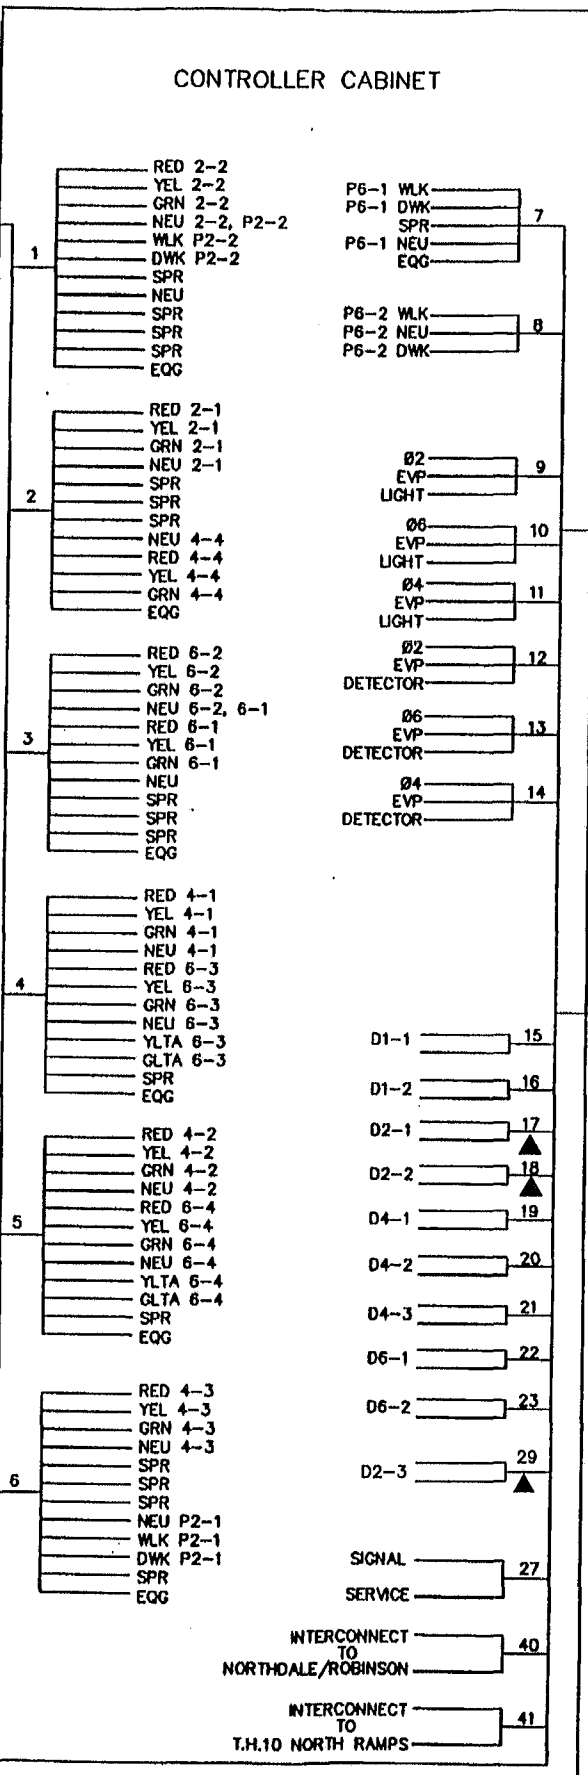 CONTROLLER CABINET
1
RED 2-2
YEL 2-2
GRN 2-2
NEU 2-2, P2-2
WLK P2-2
DWK P2-2
SPR
NEU
SPR
SPR
SPR
EQG
2
RED 2-1
YEL 2-1
GRN 2-1
NEU 2-1
SPR
SPR
SPR
NEU 4-4
RED 4-4
YEL 4-4
GRN 4-4
EQG
3
RED 6-2
YEL 6-2
GRN 6-2
NEU 6-2, 6-1
RED 6-1
YEL 6-1
GRN 6-1
NEU
SPR
SPR
SPR
EQG
4
RED 4-1
YEL 4-1
GRN 4-1
NEU 4-1
RED 6-3
YEL 6-3
GRN 6-3
NEU 6-3
YLTA 6-3
GLTA 6-3
SPR
EQG
5
RED 4-2
YEL 4-2
GRN 4-2
NEU 4-2
RED 6-4
YEL 6-4
GRN 6-4
NEU 6-4
YLTA 6-4
GLTA 6-4
SPR
EQG
6
RED 4-3
YEL 4-3
GRN 4-3
NEU 4-3
SPR
SPR
SPR
NEU P2-1
WLK P2-1
DWK P2-1
SPR
EQG
P6-1 WLK
P6-1 DWK
SPR
P6-1 NEU
EQG
7
P6-2 WLK
P6-2 NEU
P6-2 DWK
8
Ø2
EVP
LIGHT
9
Ø6
EVP
LIGHT
10
Ø4
EVP
LIGHT
11
Ø2
EVP
DETECTOR
12
Ø6
EVP
DETECTOR
13
Ø4
EVP
DETECTOR
14
D1-1 15
D1-2 16
D2-1 17
D2-2 18
D4-1 19
D4-2 20
D4-3 21
D6-1 22
D6-2 23
D2-3 29
SIGNAL
SERVICE
27
INTERCONNECT
TO
NORTHDALE/ROBINSON
40
INTERCONNECT
TO
T.H.10 NORTH RAMPS
41